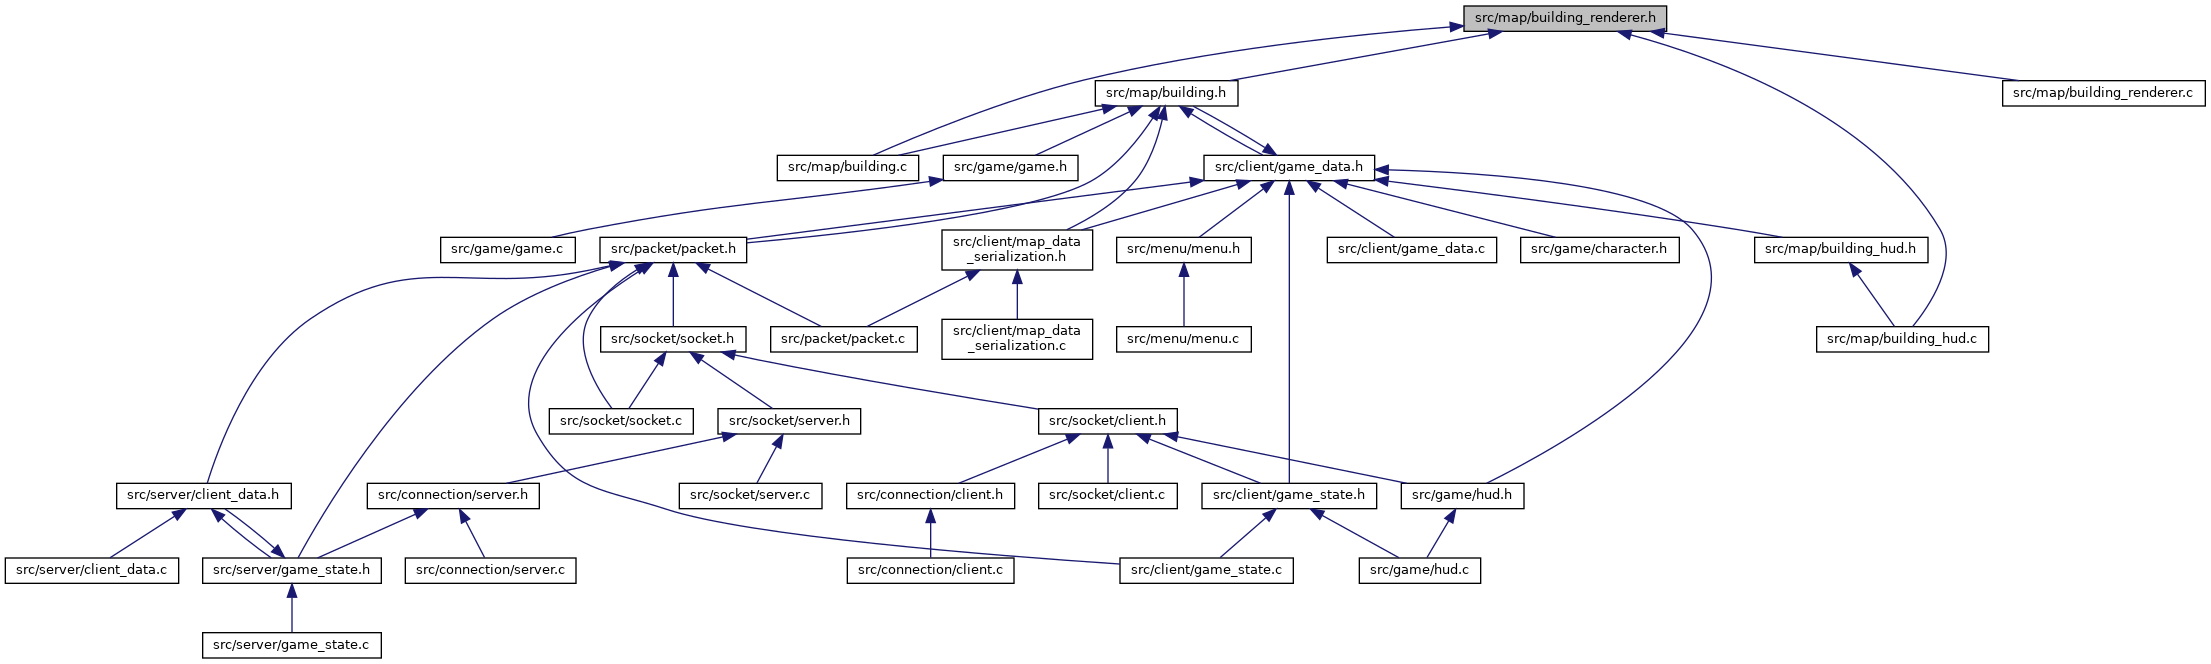 src/map/building_renderer.h
src/map/building.h
src/map/building_renderer.c
src/map/building.c
src/game/game.h
src/client/game_data.h
src/game/game.c
src/packet/packet.h
src/client/map_data
_serialization.h
src/menu/menu.h
src/client/game_data.c
src/game/character.h
src/map/building_hud.h
src/socket/socket.h
src/packet/packet.c
src/client/map_data
_serialization.c
src/menu/menu.c
src/map/building_hud.c
src/socket/socket.c
src/socket/server.h
src/socket/client.h
src/server/client_data.h
src/connection/server.h
src/socket/server.c
src/connection/client.h
src/socket/client.c
src/client/game_state.h
src/game/hud.h
src/server/client_data.c
src/server/game_state.h
src/connection/server.c
src/connection/client.c
src/client/game_state.c
src/game/hud.c
src/server/game_state.c